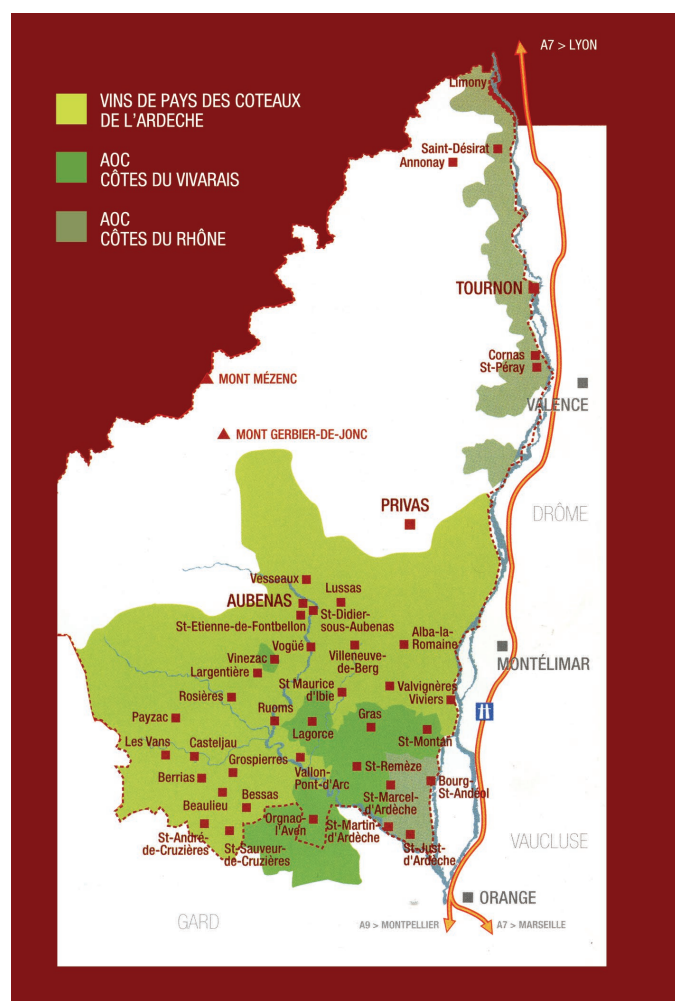 A7 > LYON
VINS DE PAYS DES COTEAUX
DE L'ARDECHE
AOC
CÔTES DU VIVARAIS
AOC
CÔTES DU RHÔNE
Limony
Saint-Désirat
Annonay
TOURNON
Cornas
St-Péray
MONT MÉZENC
VALENCE
MONT GERBIER-DE-JONC
PRIVAS
DRÔME
Vesseaux
Lussas
AUBENAS
St-Didier-
sous-Aubenas
St-Etienne-de-Fontbellon
Alba-la-
Romaine
Vogüé
Villeneuve-
de-Berg
MONTÉLIMAR
Vinezac
Largentière
St Maurice
d'Ibie
Valvignères
Viviers
Rosières
Ruoms
Gras
Payzac
Lagorce
St-Montan
Les Vans
Casteljau
Grospierres
Vallon-
Pont-d'Arc
St-Remèze
Bourg-
St-Andéol
Berrias
St-Marcel-
d'Ardèche
Beaulieu
Bessas
Orgnac-
l'Aven
St-Martin-
d'Ardèche
St-Just-
d'Ardèche
St-André-
de-Cruzières
St-Sauveur-
de-Cruzières
VAUCLUSE
ORANGE
GARD
A9 > MONTPELLIER
A7 > MARSEILLE